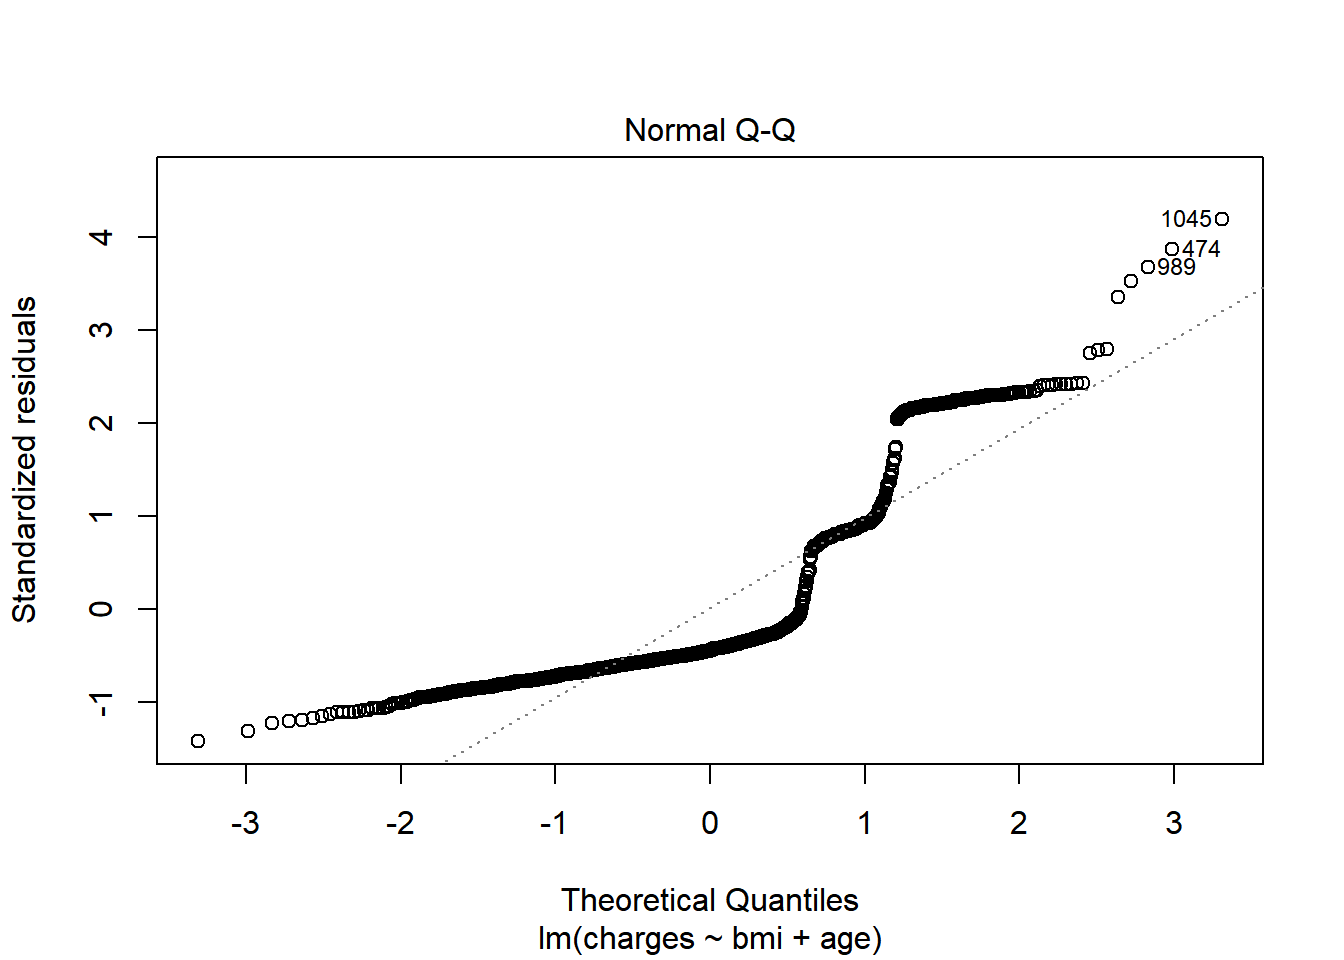 Normal Q-Q
Standardized residuals
4
3
2
1
0
-1
1045
474
989
-3 -2 -1 0 1 2 3
Theoretical Quantiles
lm(charges ~ bmi + age)